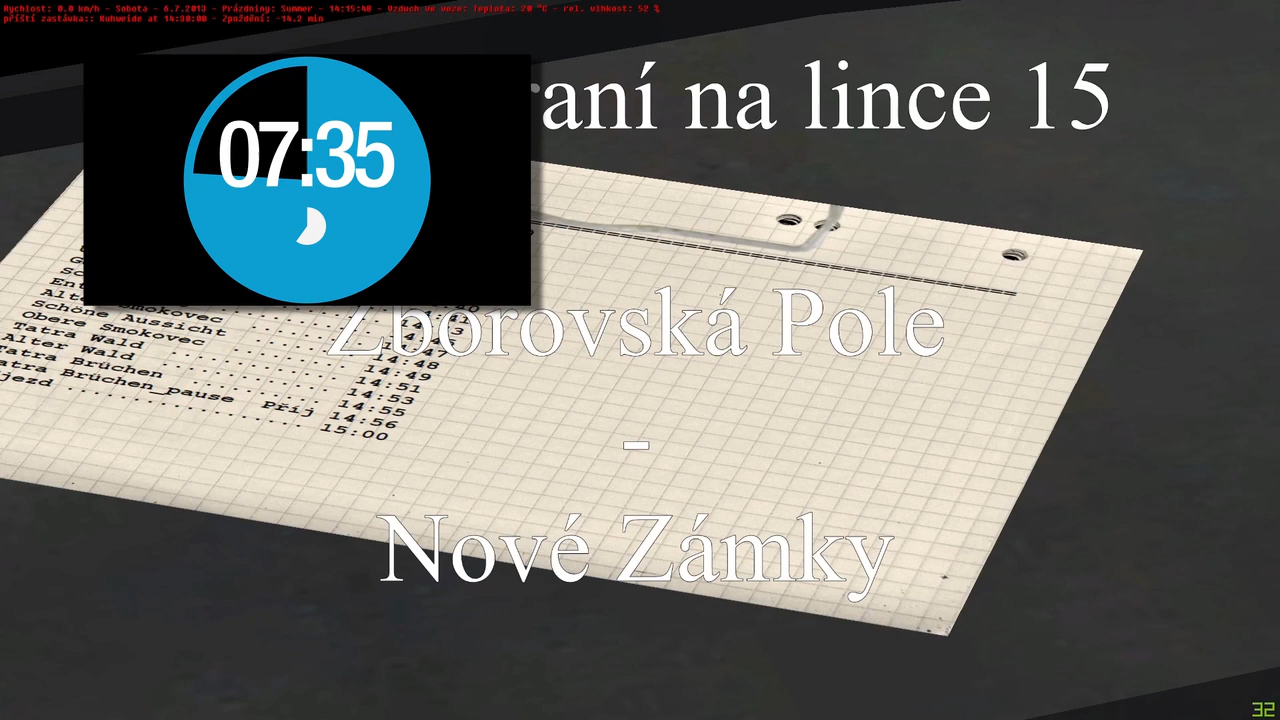 Rychlost: 0.0 km/h - Sobota - 6.7.2013 - Prázdniny: Summer - 14:15:48 - Vzduch ve voze: Teplota: 20 °C - rel. vlhkost: 52 %
příští zastávka:: Kuhweide at 14:30:00 - Zpoždění: -14.2 min
raní na lince 15
07:35
Smokovec
Schöne Aussicht
Obere Smokovec 14:47
Tatra Wald 14:48
Alter Wald 14:49
Tatra Brüchen 14:51
atra Brüchen_pause 14:53
Příj 14:55
14:56
15:00
Zborovská Pole
-
Nové Zámky
32